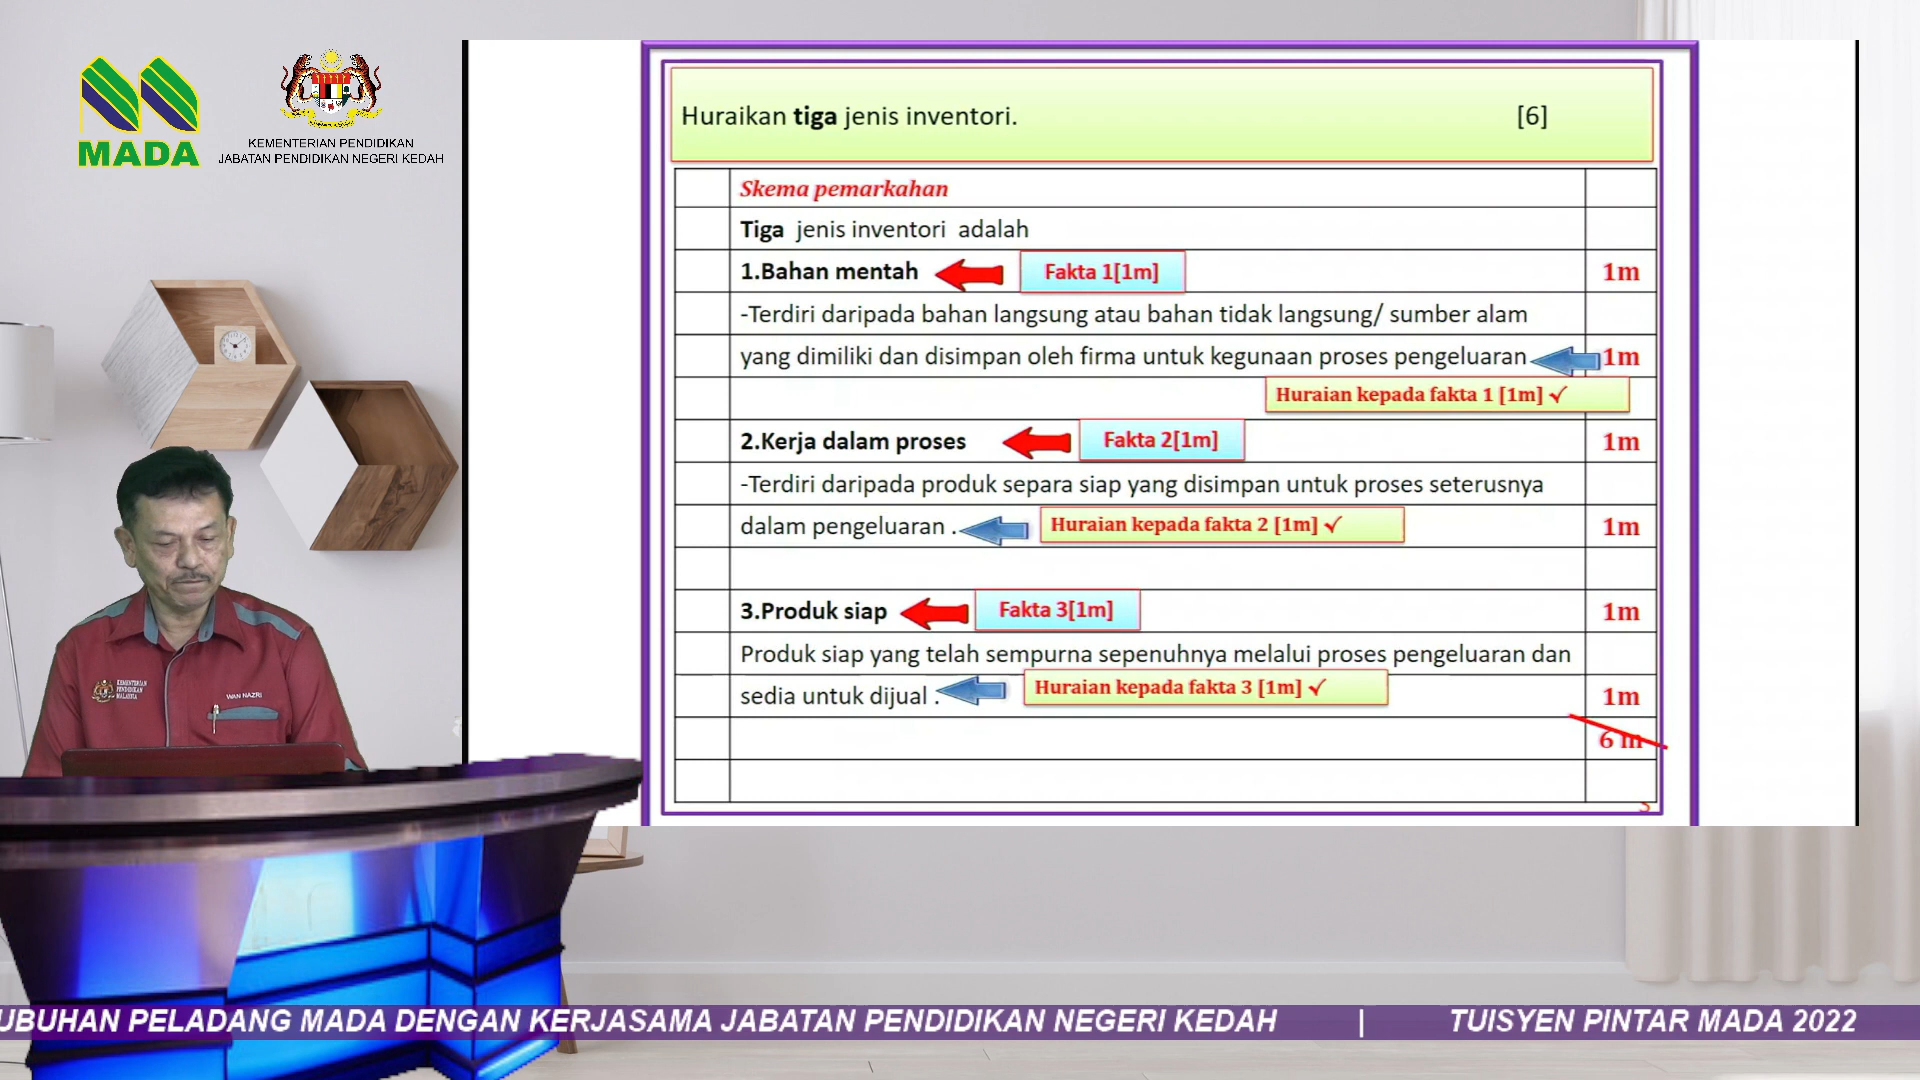 MADA
KEMENTERIAN PENDIDIKAN
JABATAN PENDIDIKAN NEGERI KEDAH
Huraikan tiga jenis inventori. [6]
Skema pemarkahan
Tiga jenis inventori adalah
1.Bahan mentah Fakta 1[1m] 1m
-Terdiri daripada bahan langsung atau bahan tidak langsung/ sumber alam
yang dimiliki dan disimpan oleh firma untuk kegunaan proses pengeluaran 1m
Huraian kepada fakta 1 [1m] ✓
2.Kerja dalam proses Fakta 2[1m] 1m
-Terdiri daripada produk separa siap yang disimpan untuk proses seterusnya
dalam pengeluaran . Huraian kepada fakta 2 [1m] ✓ 1m
3.Produk siap Fakta 3[1m] 1m
Produk siap yang telah sempurna sepenuhnya melalui proses pengeluaran dan
sedia untuk dijual . Huraian kepada fakta 3 [1m] ✓ 1m
6 m
KEMENTERIAN
PENDIDIKAN
MALAYSIA
WAN NAZRI
UBUHAN PELADANG MADA DENGAN KERJASAMA JABATAN PENDIDIKAN NEGERI KEDAH | TUISYEN PINTAR MADA 2022